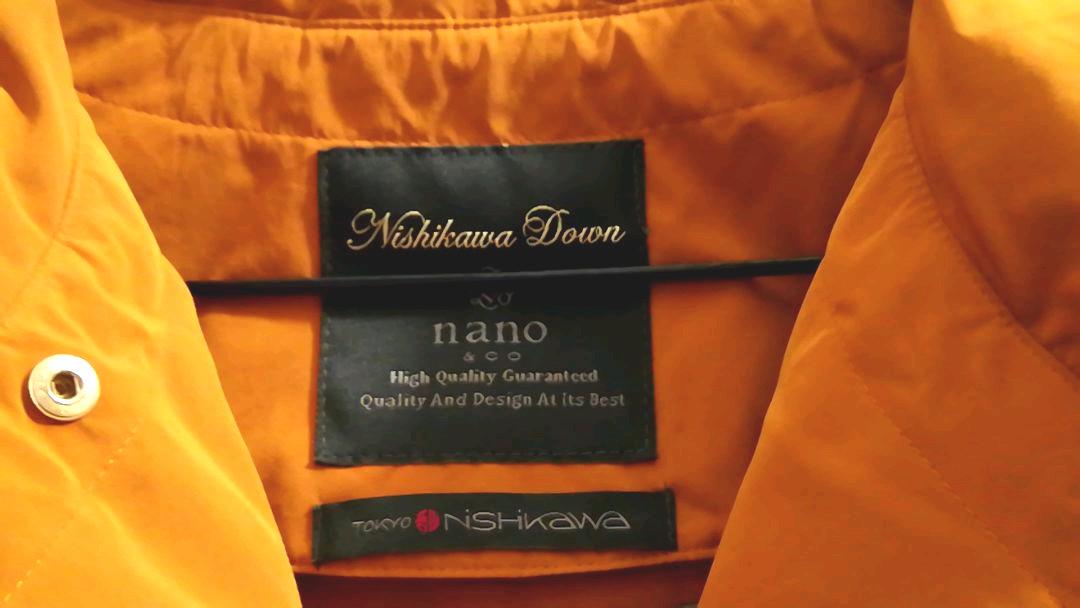 Nishikawa Down
nano
& CO
High Quality Guaranteed
Quality And Design At Its Best
TOKYO NiSHiKaWa